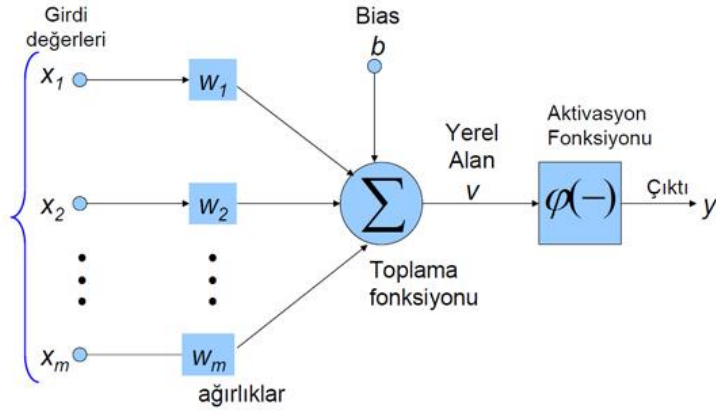 Girdi
değerleri
x1
w1
x2
w2
xm
wm
ağırlıklar
Bias
b
∑
Toplama
fonksiyonu
Yerel
Alan
v
Aktivasyon
Fonksiyonu
φ(−)
Çıktı
y